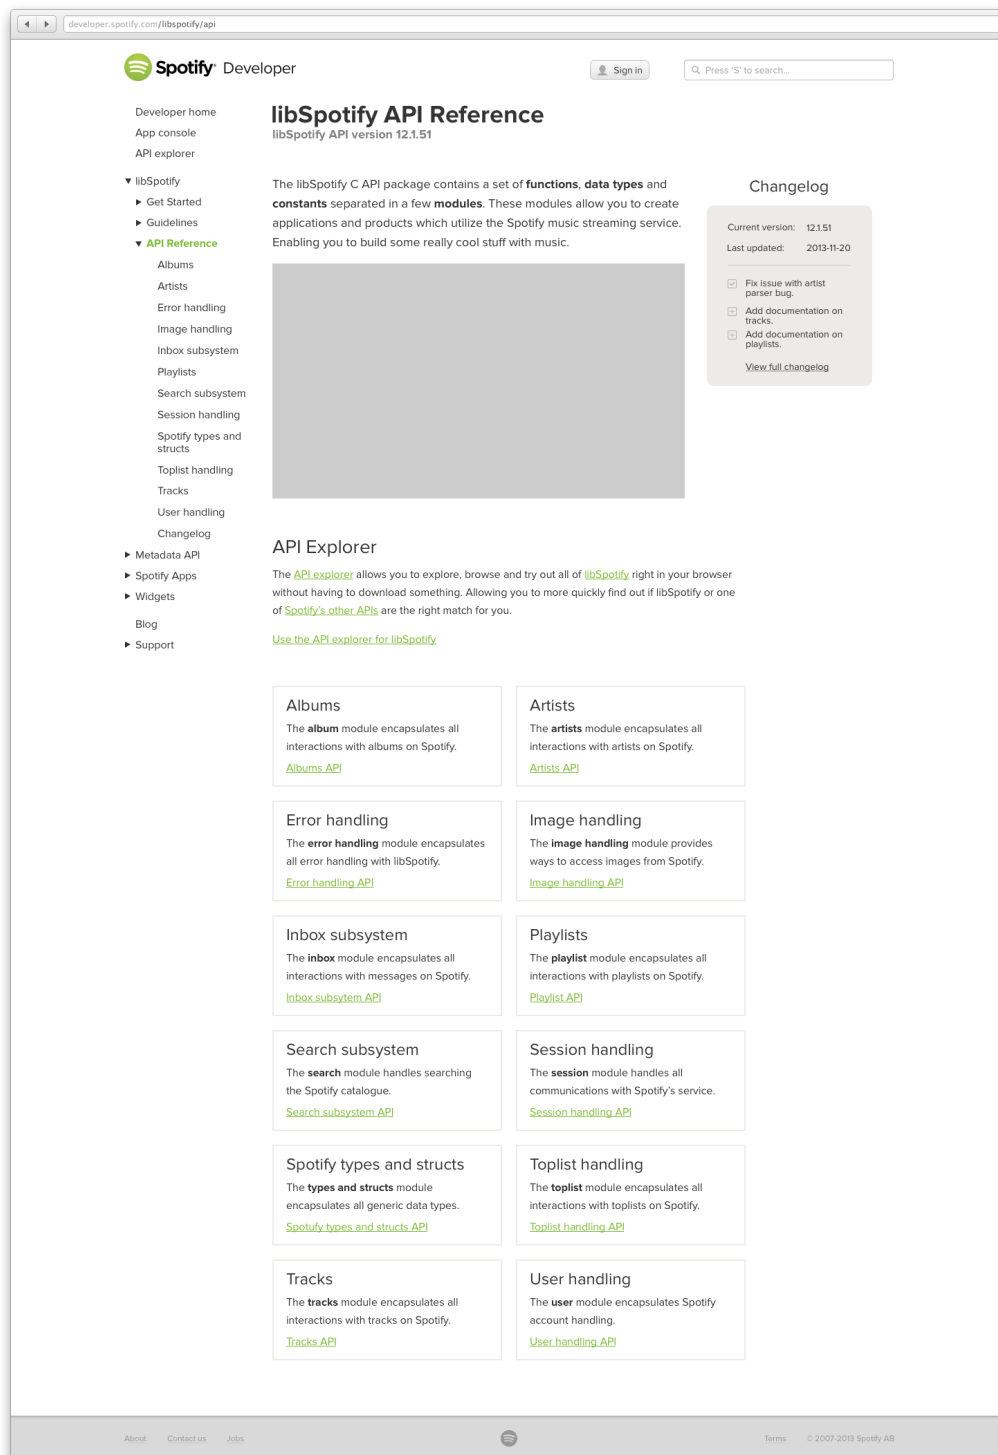 developer.spotify.com/libspotify/api
Spotify Developer
Sign in
Press 'S' to search...
Developer home
App console
API explorer
libSpotify
Get Started
Guidelines
API Reference
Albums
Artists
Error handling
Image handling
Inbox subsystem
Playlists
Search subsystem
Session handling
Spotify types and
structs
Toplist handling
Tracks
User handling
Changelog
Metadata API
Spotify Apps
Widgets
Blog
Support
libSpotify API Reference
libSpotify API version 12.1.51
The libSpotify C API package contains a set of functions, data types and
constants separated in a few modules. These modules allow you to create
applications and products which utilize the Spotify music streaming service.
Enabling you to build some really cool stuff with music.
Changelog
Current version: 12.1.51
Last updated: 2013-11-20
Fix issue with artist
parser bug.
Add documentation on
tracks.
Add documentation on
playlists.
View full changelog
API Explorer
The API explorer allows you to explore, browse and try out all of libSpotify right in your browser
without having to download something. Allowing you to more quickly find out if libSpotify or one
of Spotify's other APIs are the right match for you.
Use the API explorer for libSpotify
Albums
The album module encapsulates all
interactions with albums on Spotify.
Albums API
Artists
The artists module encapsulates all
interactions with artists on Spotify.
Artists API
Error handling
The error handling module encapsulates
all error handling with libSpotify.
Error handling API
Image handling
The image handling module provides
ways to access images from Spotify.
Image handling API
Inbox subsystem
The inbox module encapsulates all
interactions with messages on Spotify.
Inbox subsytem API
Playlists
The playlist module encapsulates all
interactions with playlists on Spotify.
Playlist API
Search subsystem
The search module handles searching
the Spotify catalogue.
Search subsystem API
Session handling
The session module handles all
communications with Spotify's service.
Session handling API
Spotify types and structs
The types and structs module
encapsulates all generic data types.
Spotufy types and structs API
Toplist handling
The toplist module encapsulates all
interactions with toplists on Spotify.
Toplist handling API
Tracks
The tracks module encapsulates all
interactions with tracks on Spotify.
Tracks API
User handling
The user module encapsulates Spotify
account handling.
User handling API
About Contact us Jobs
Terms © 2007-2013 Spotify AB